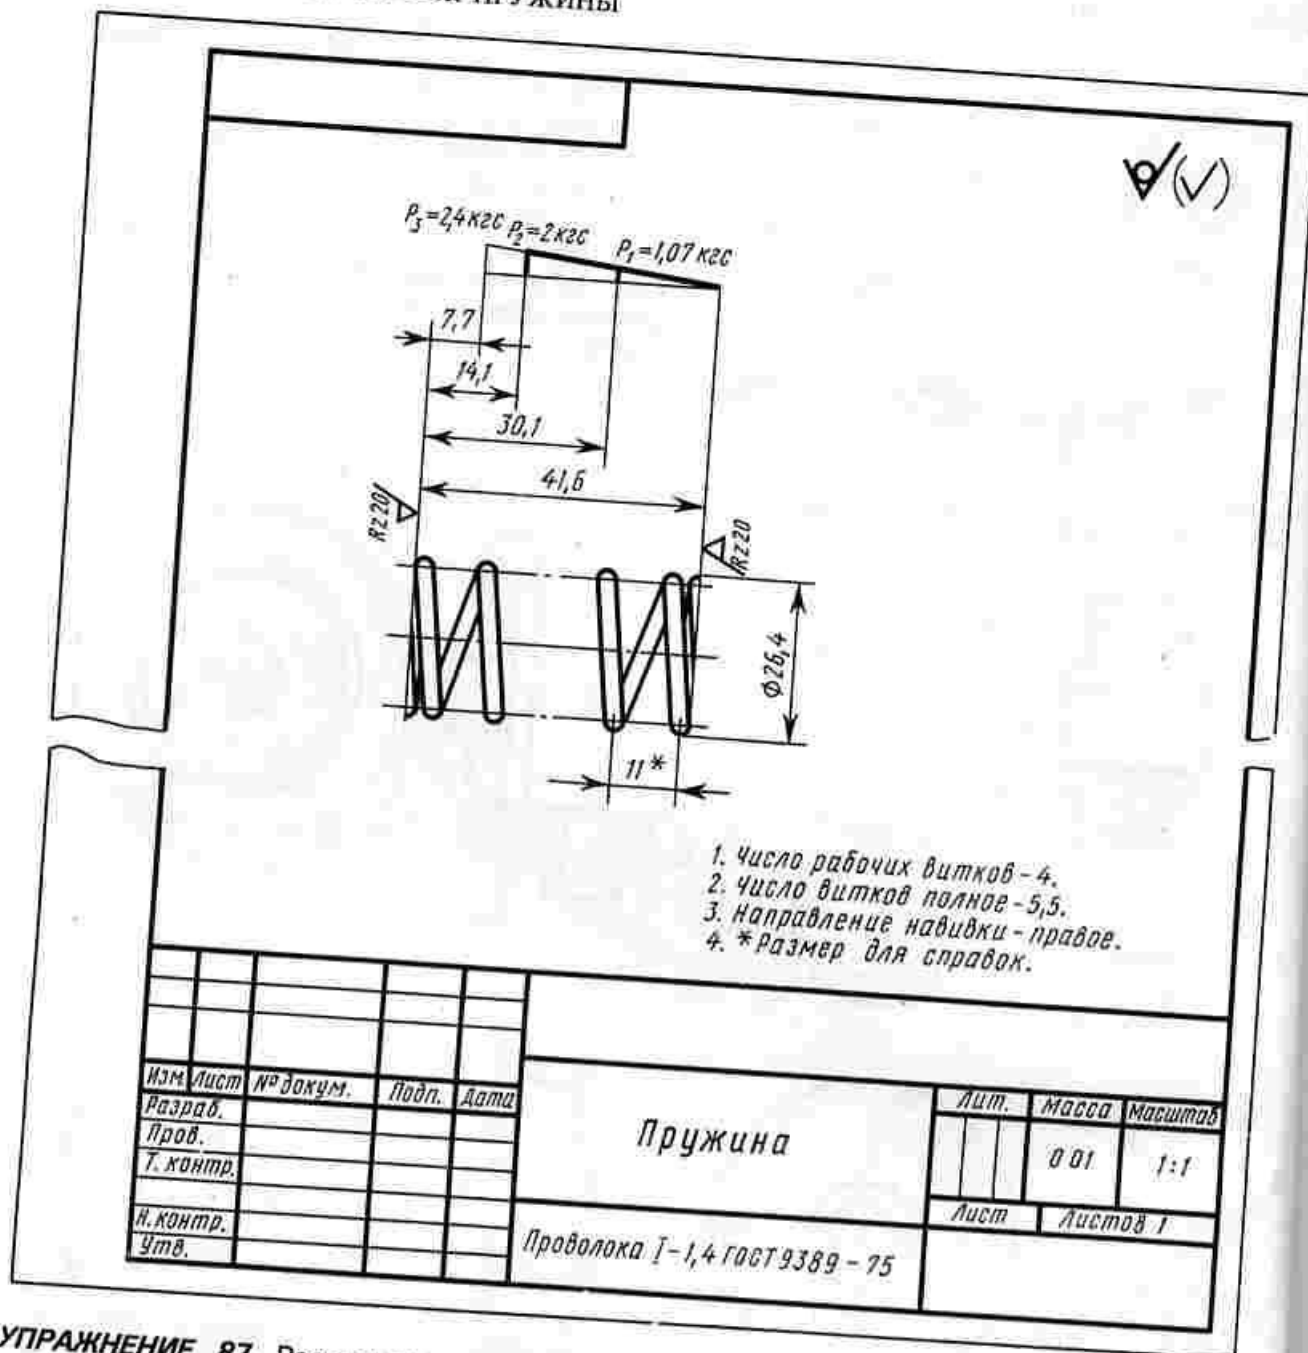 ПРУЖИНЫ
P₃=2,4 кгс P₂=2 кгс P₁=1,07 кгс
7,7
14,1
30,1
41,6
Rz20
Rz20
Φ26,4
11*
1. Число рабочих витков - 4.
2. Число витков полное - 5,5.
3. Направление навивки - правое.
4. *Размер для справок.
Изм. Лист № докум. Подп. Дата
Разраб.
Пров.
Т. контр.
Н. контр.
Утв.
Пружина
Лит. Масса Масштаб
0 01 1:1
Лист Листов 1
Проволока I-1,4 ГОСТ 9389 - 75
УПРАЖНЕНИЕ 87